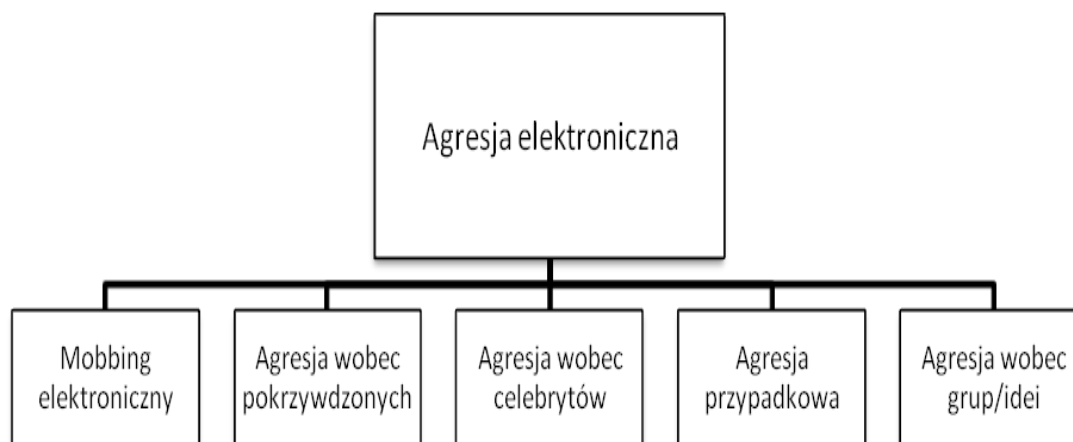 Agresja elektroniczna
Mobbing
elektroniczny
Agresja wobec
pokrzywdzonych
Agresja wobec
celebrytów
Agresja
przypadkowa
Agresja wobec
grup/idei